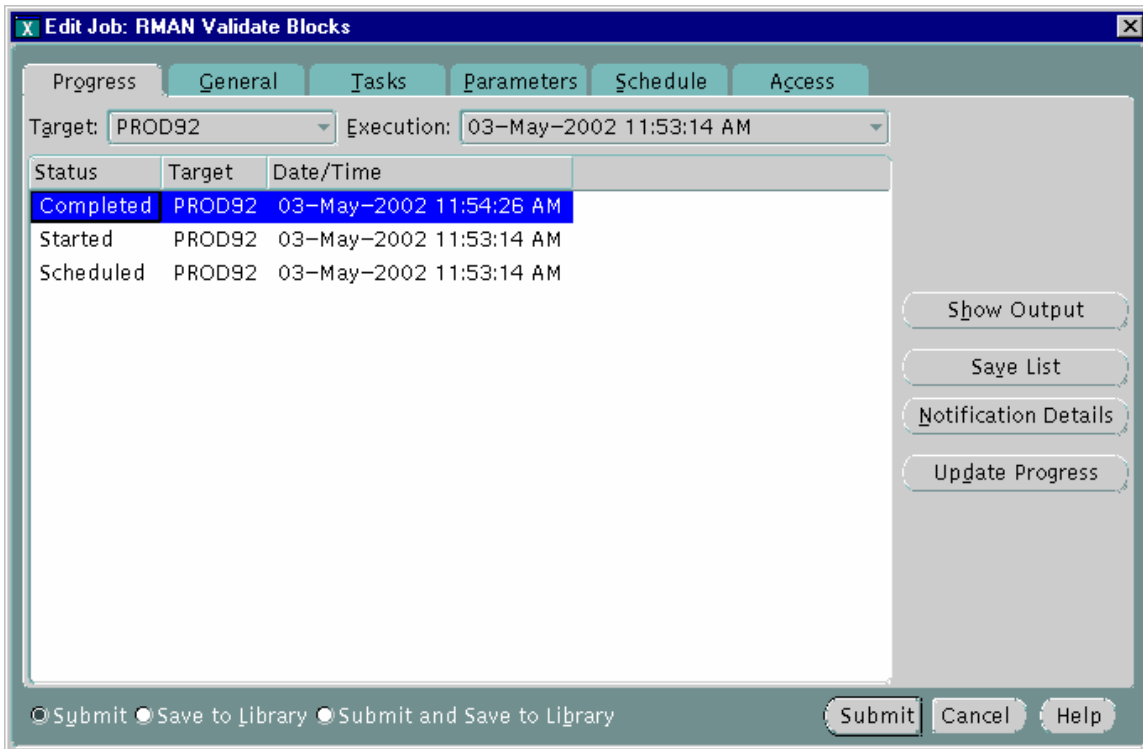 X Edit Job: RMAN Validate Blocks
Progress General Tasks Parameters Schedule Access
Target: PROD92 Execution: 03-May-2002 11:53:14 AM
Status Target Date/Time
Completed PROD92 03-May-2002 11:54:26 AM
Started PROD92 03-May-2002 11:53:14 AM
Scheduled PROD92 03-May-2002 11:53:14 AM
Show Output
Save List
Notification Details
Update Progress
Submit Save to Library Submit and Save to Library Submit Cancel Help